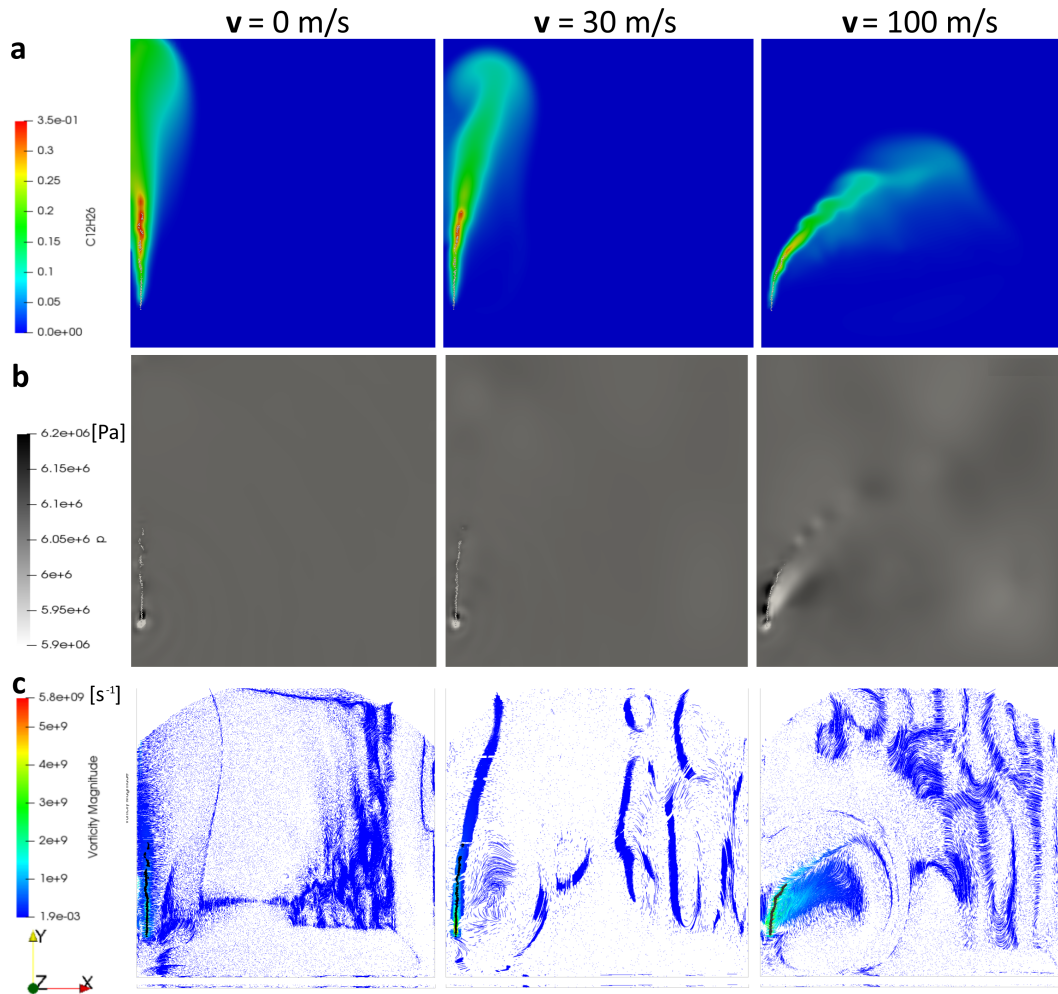 v = 0 m/s
v = 30 m/s
v = 100 m/s
a
3.5e-01
0.3
0.25
0.2
0.15
0.1
0.05
0.0e+00
C12H26
b
[Pa]
6.2e+06
6.15e+6
6.1e+6
6.05e+6
6e+6
5.95e+6
5.9e+06
p
c
[s⁻¹]
5.8e+09
5e+9
4e+9
3e+9
2e+9
1e+9
1.9e-03
Vorticity Magnitude
Y
Z
X